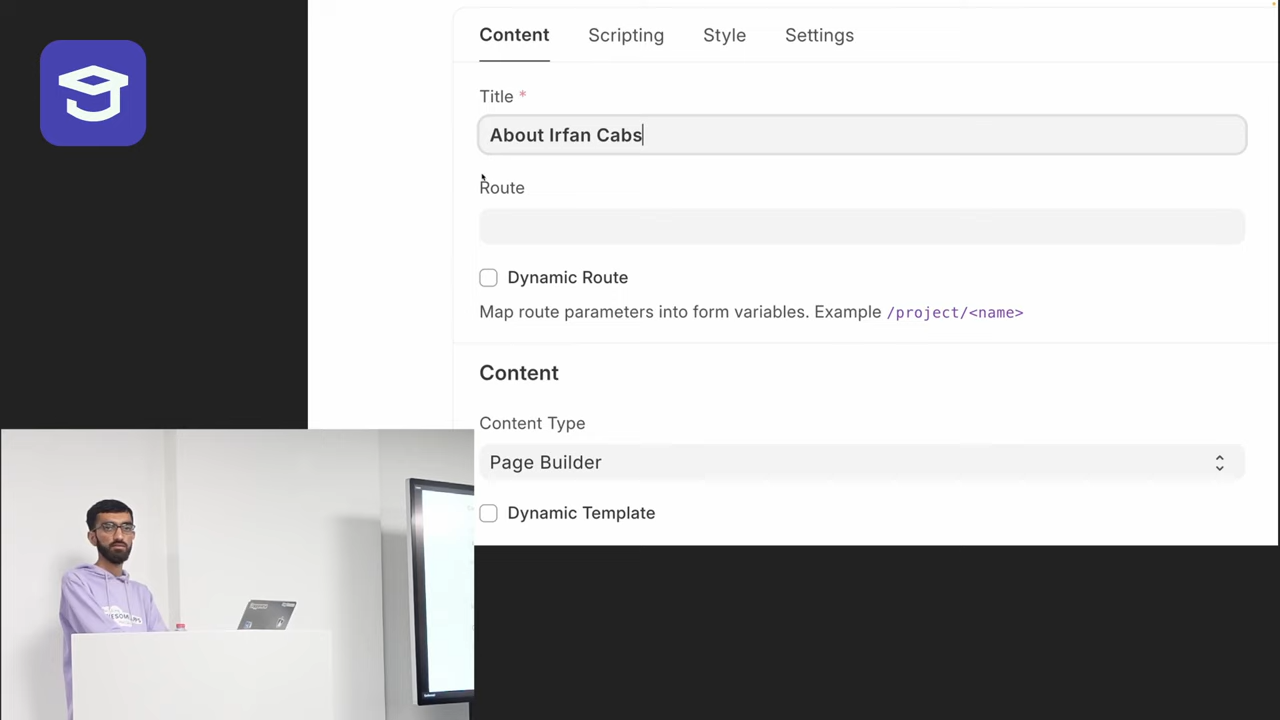 Content Scripting Style Settings
Title *
About Irfan Cabs
Route
Dynamic Route
Map route parameters into form variables. Example /project/<name>
Content
Content Type
Page Builder
Dynamic Template